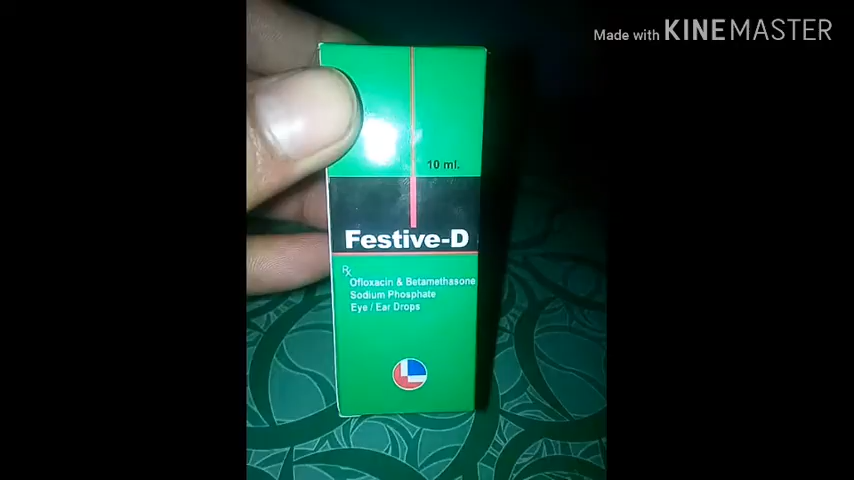 Made with KINEMASTER
10 ml.
Festive-D
Rx
Ofloxacin & Betamethasone
Sodium Phosphate
Eye / Ear Drops